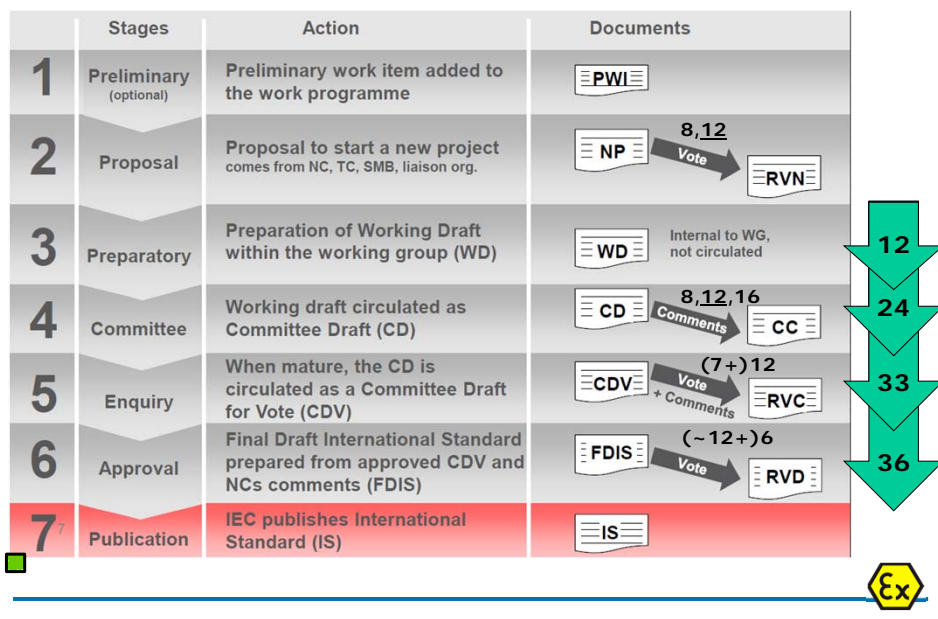 Stages Action Documents
1 Preliminary (optional)
Preliminary work item added to
the work programme
PWI
2 Proposal
Proposal to start a new project
comes from NC, TC, SMB, liaison org.
NP
8,12
Vote
RVN
3 Preparatory
Preparation of Working Draft
within the working group (WD)
WD
Internal to WG,
not circulated
12
4 Committee
Working draft circulated as
Committee Draft (CD)
CD
8,12,16
Comments
CC
24
5 Enquiry
When mature, the CD is
circulated as a Committee Draft
for Vote (CDV)
CDV
(7+)12
Vote
+ Comments
RVC
33
6 Approval
Final Draft International Standard
prepared from approved CDV and
NCs comments (FDIS)
FDIS
(~12+)6
Vote
RVD
36
7 7 Publication
IEC publishes International
Standard (IS)
IS
Ex